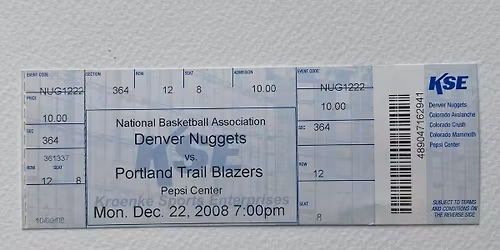 EVENT CODE SECTION ROW SEAT ADMISSION EVENT CODE
NUG1222 364 12 8 10.00 NUG1222
PRICE
10.00 10.00
SEC SEC
364 364
361337
ROW SEAT ROW
12 8 12
SEAT
8
National Basketball Association
Denver Nuggets
vs.
Portland Trail Blazers
Pepsi Center
Kroenke Sports Enterprises
Mon. Dec. 22, 2008 7:00pm
KSE
489047162941
KSE
Denver Nuggets
Colorado Avalanche
Colorado Crush
Colorado Mammoth
Pepsi Center
SUBJECT TO TERMS
AND CONDITIONS ON
THE REVERSE SIDE